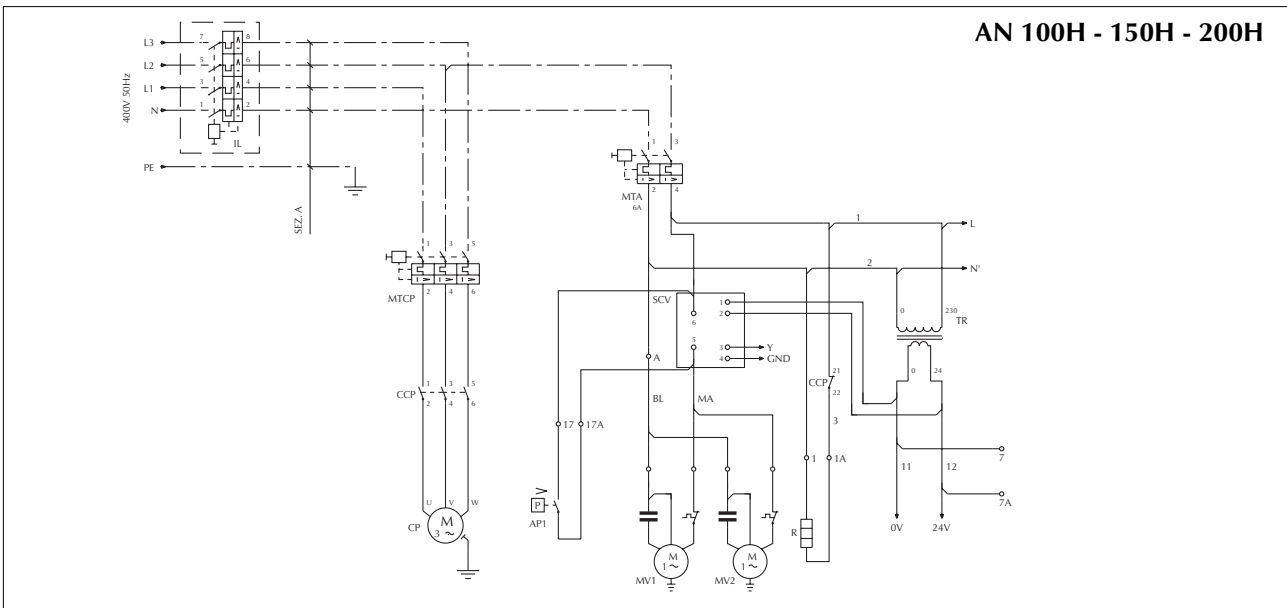 AN 100H - 150H - 200H
400V 50Hz
L3
7
8
L2
5
6
L1
3
4
N
1
2
IL
PE
SEZ. A
1
3
MTA
6A
2
4
1
L
2
N'
1
3
5
MTCP
2
4
6
SCV
6
5
1
2
3
Y
4
GND
A
0
230
TR
0
24
CCP
1
3
5
2
4
6
BL
MA
CCP
21
22
3
17
17A
1
1A
11
12
7
7A
U
V
W
CP
M
3 ~
P
AP1
M
1 ~
MV1
M
1 ~
MV2
R
0V
24V